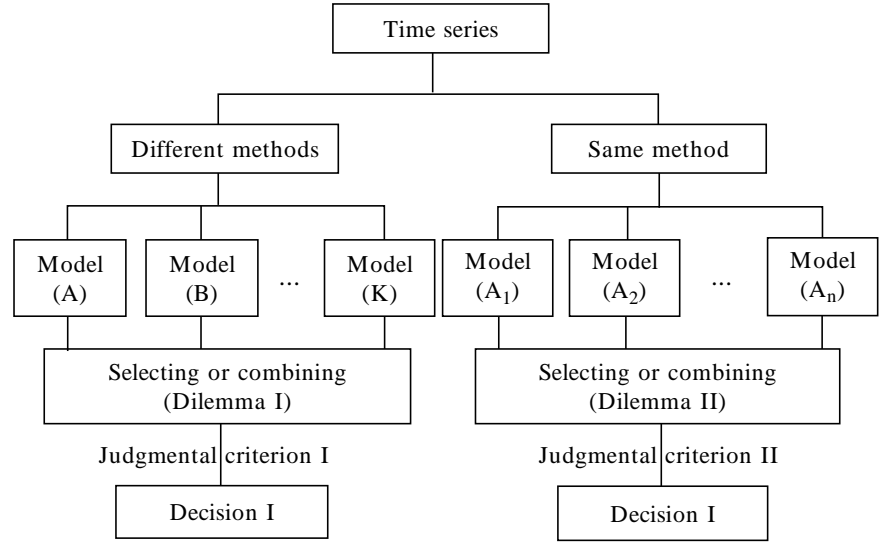 Time series
Different methods
Same method
Model
(A)
Model
(B)
...
Model
(K)
Model
(A₁)
Model
(A₂)
...
Model
(Aₙ)
Selecting or combining
(Dilemma I)
Selecting or combining
(Dilemma II)
Judgmental criterion I
Judgmental criterion II
Decision I
Decision I